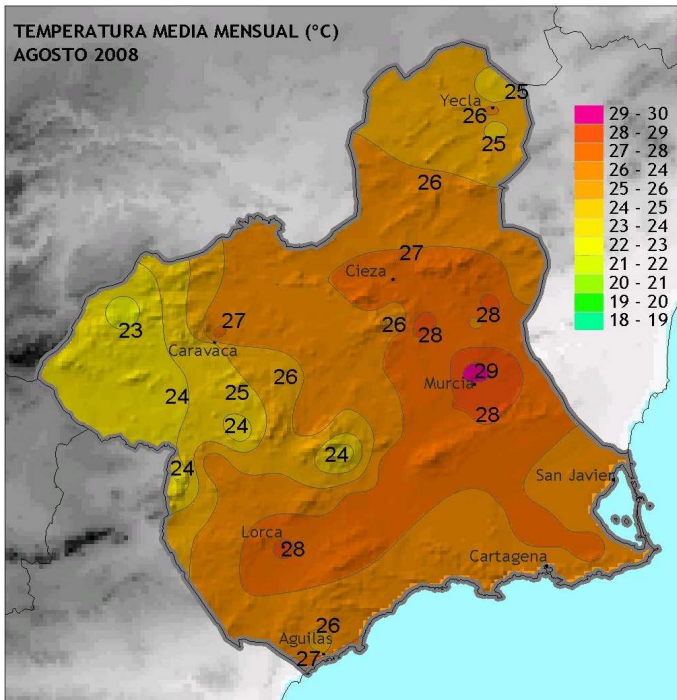 TEMPERATURA MEDIA MENSUAL (ºC)
AGOSTO 2008
25
Yecla
26
25
26
27
Cieza
26
28
28
23
27
Caravaca
29
Murcia
28
24
25
26
24
24
24
San Javier
Lorca
28
Cartagena
26
Aguilas
27
29 - 30
28 - 29
27 - 28
26 - 24
25 - 26
24 - 25
23 - 24
22 - 23
21 - 22
20 - 21
19 - 20
18 - 19